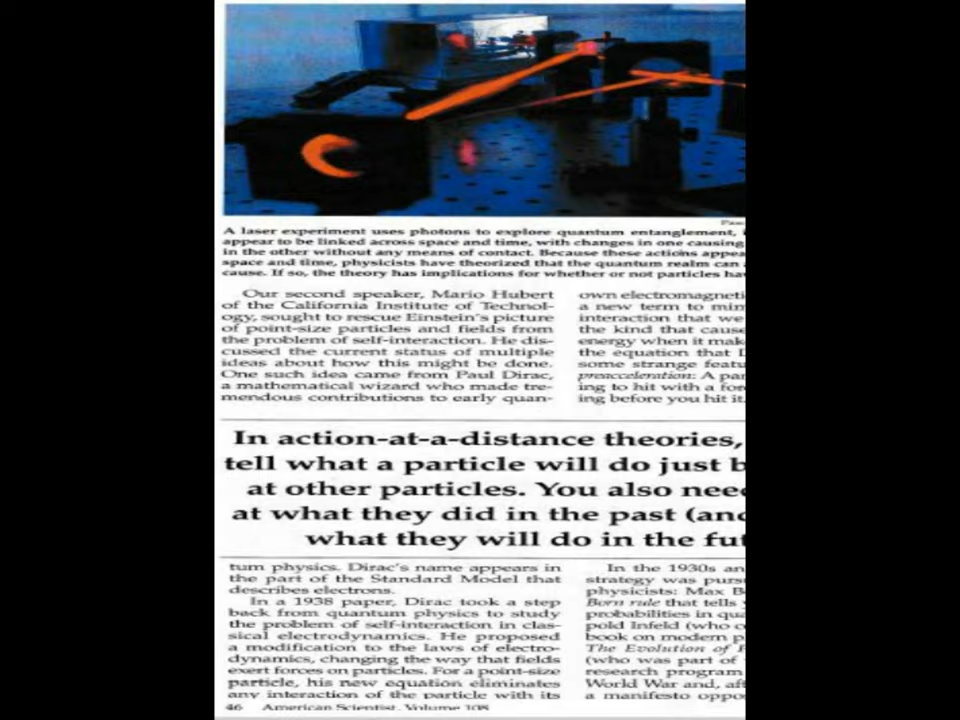 Pasc
A laser experiment uses photons to explore quantum entanglement,
appear to be linked across space and time, with changes in one causing
in the other without any means of contact. Because these actions appea
space and time, physicists have theorized that the quantum realm can
cause. If so, the theory has implications for whether or not particles hav
Our second speaker, Mario Hubert
of the California Institute of Technol-
ogy, sought to rescue Einstein's picture
of point-size particles and fields from
the problem of self-interaction. He dis-
cussed the current status of multiple
ideas about how this might be done.
One such idea came from Paul Dirac,
a mathematical wizard who made tre-
mendous contributions to early quan-
own electromagneti
a new term to mim
interaction that we
the kind that cause
energy when it mak
the equation that D
some strange featu
preacceleration: A par
ing to hit with a for
ing before you hit it.
In action-at-a-distance theories,
tell what a particle will do just b
at other particles. You also nee
at what they did in the past (and
what they will do in the fut
tum physics. Dirac's name appears in
the part of the Standard Model that
describes electrons.
In a 1938 paper, Dirac took a step
back from quantum physics to study
the problem of self-interaction in clas-
sical electrodynamics. He proposed
a modification to the laws of electro-
dynamics, changing the way that fields
exert forces on particles. For a point-size
particle, his new equation eliminates
any interaction of the particle with its
In the 1930s an
strategy was purs
physicists: Max B
Born rule that tells
probabilities in qua
pold Infeld (who c
book on modern p
The Evolution of P
(who was part of
research program
World War and, aft
a manifesto oppo
46 American Scientist, Volume 108